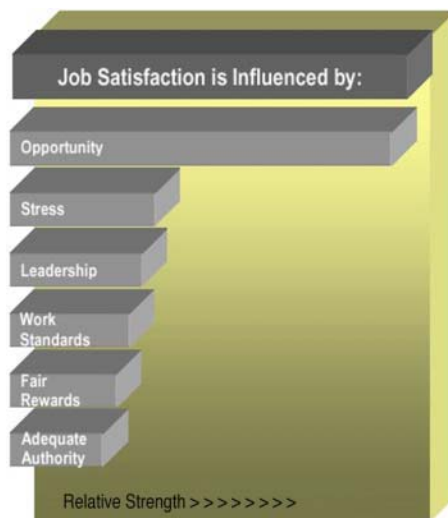 Job Satisfaction is Influenced by:
Opportunity
Stress
Leadership
Work
Standards
Fair
Rewards
Adequate
Authority
Relative Strength > > > > > > > >